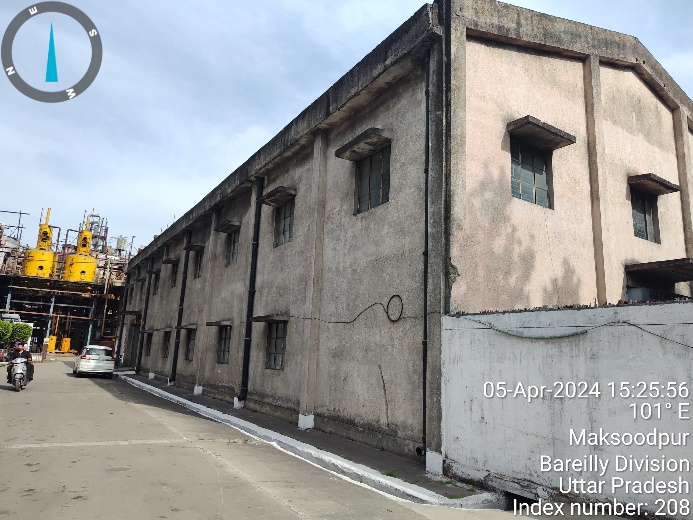 N
E
S
W
05-Apr-2024 15:25:56
101° E
Maksoodpur
Bareilly Division
Uttar Pradesh
Index number: 208